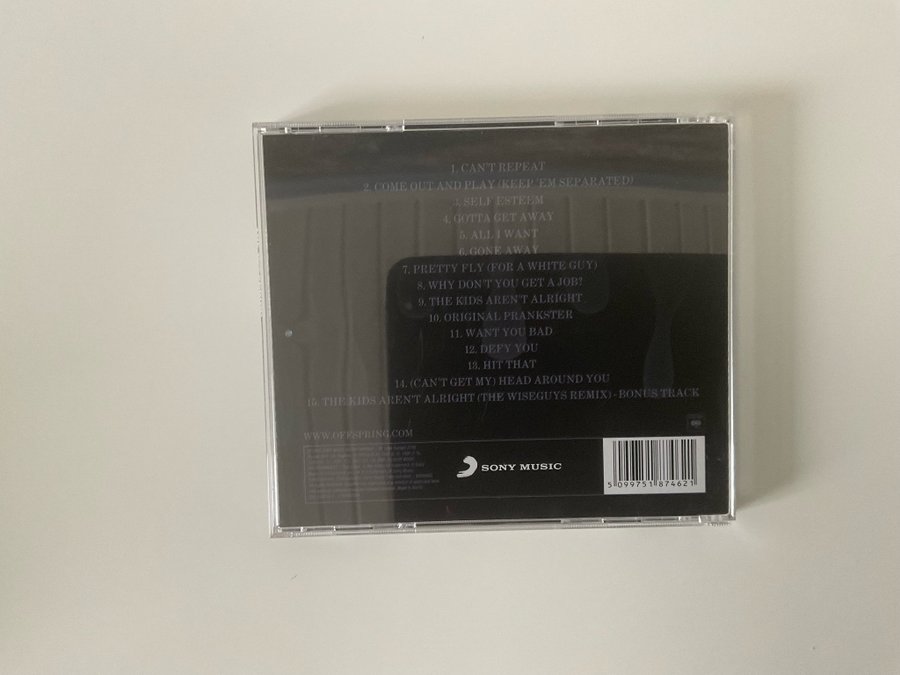 1. CAN'T REPEAT
2. COME OUT AND PLAY (KEEP 'EM SEPARATED)
3. SELF ESTEEM
4. GOTTA GET AWAY
5. ALL I WANT
6. GONE AWAY
7. PRETTY FLY (FOR A WHITE GUY)
8. WHY DON'T YOU GET A JOB?
9. THE KIDS AREN'T ALRIGHT
10. ORIGINAL PRANKSTER
11. WANT YOU BAD
12. DEFY YOU
13. HIT THAT
14. (CAN'T GET MY) HEAD AROUND YOU
15. THE KIDS AREN'T ALRIGHT (THE WISEGUYS REMIX) - BONUS TRACK
WWW.OFFSPRING.COM
SONY MUSIC
5 099751 874621